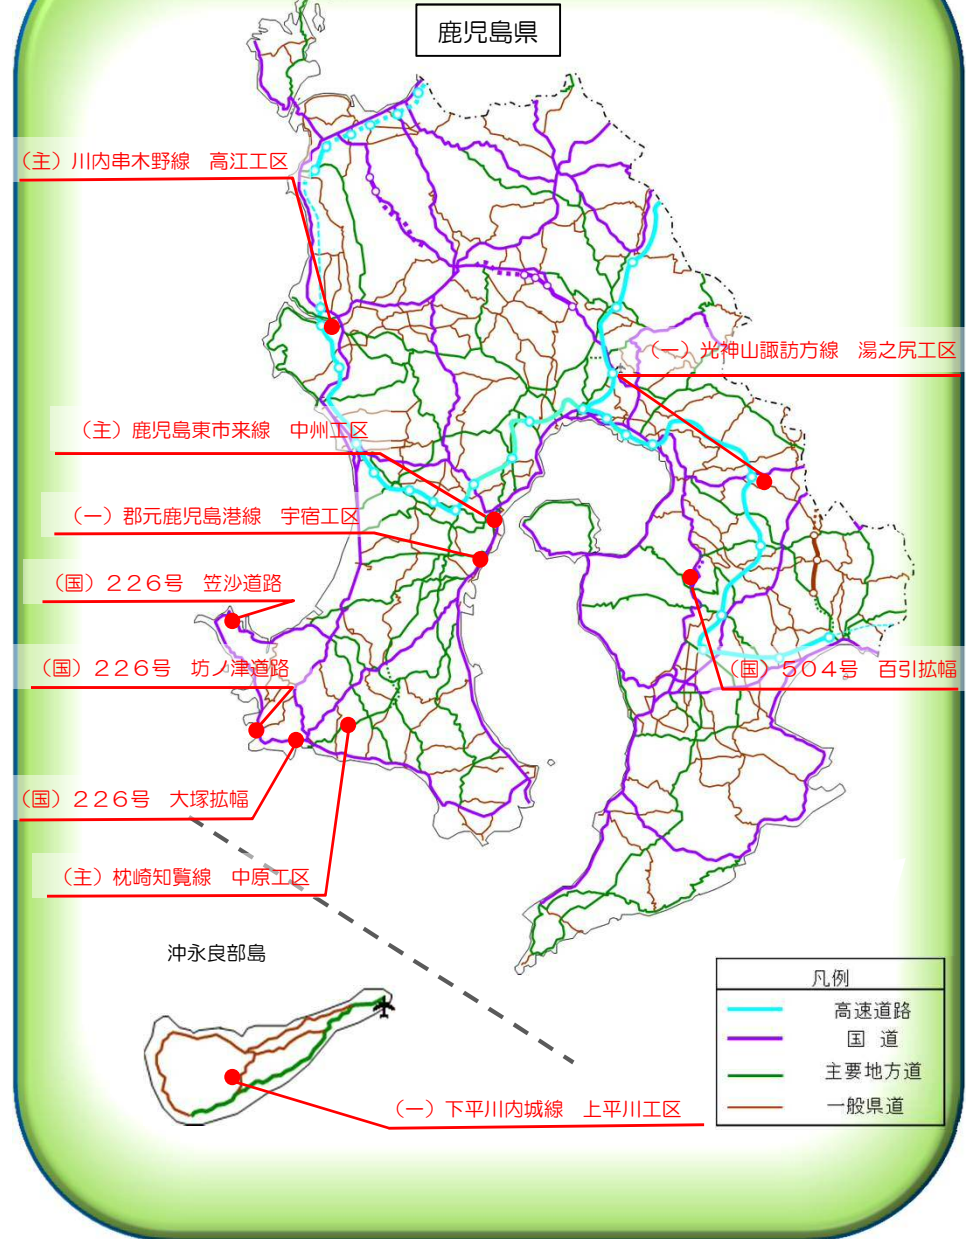 鹿児島県
（主）川内串木野線　高江工区
（一）光神山諏訪方線　湯之尻工区
（主）鹿児島東市来線　中州工区
（一）郡元鹿児島港線　宇宿工区
（国）２２６号　笠沙道路
（国）２２６号　坊ノ津道路
（国）５０４号　百引拡幅
（国）２２６号　大塚拡幅
（主）枕崎知覧線　中原工区
沖永良部島
凡例
高速道路
国　道
主要地方道
一般県道
（一）下平川内城線　上平川工区